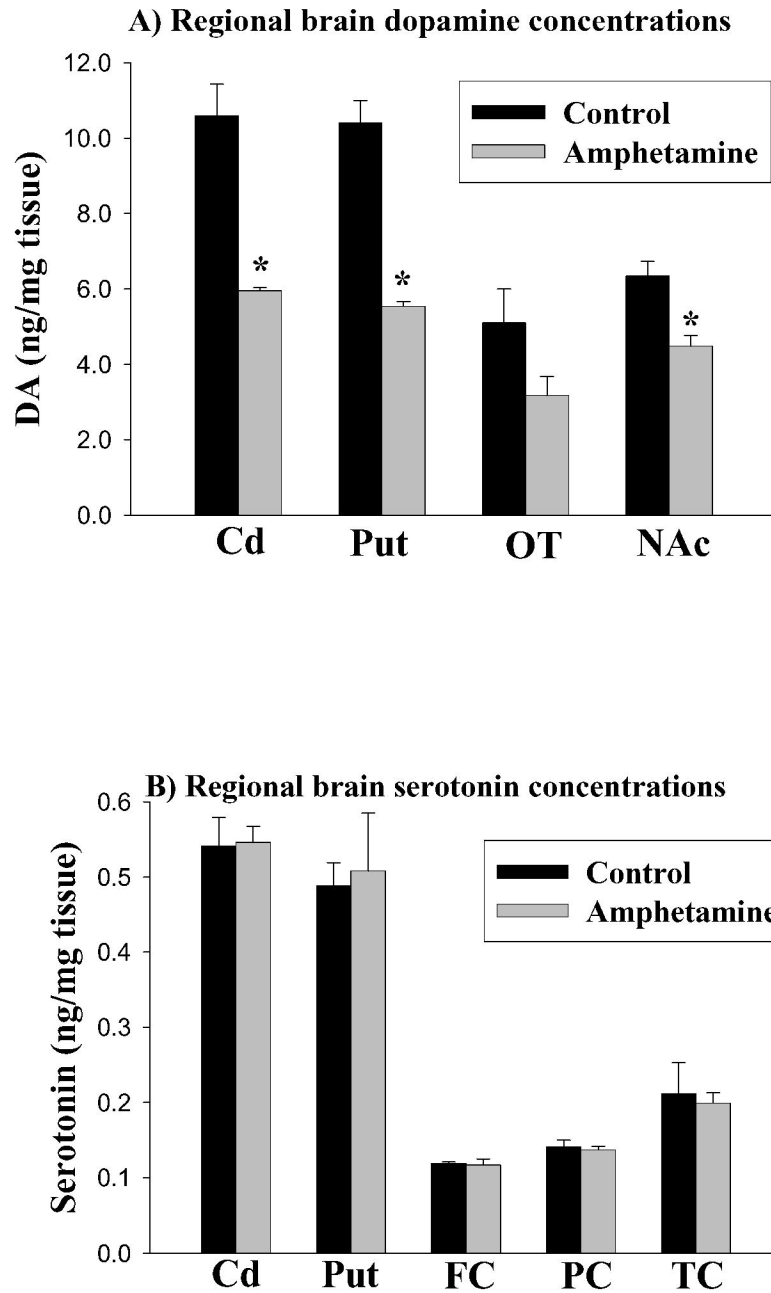 A) Regional brain dopamine concentrations
12.0
10.0
8.0
6.0
4.0
2.0
0.0
DA (ng/mg tissue)
Control
Amphetamine
*
*
*
Cd Put OT NAc
B) Regional brain serotonin concentrations
0.6
0.5
0.4
0.3
0.2
0.1
0.0
Serotonin (ng/mg tissue)
Control
Amphetamine
Cd Put FC PC TC